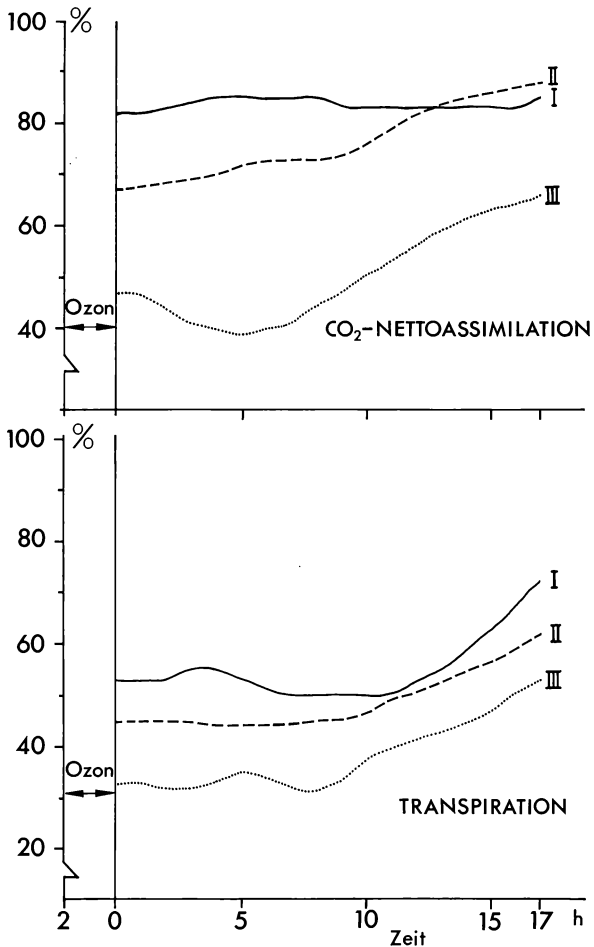 100 %
II
I
80
III
60
Ozon
40
CO₂-NETTOASSIMILATION
100 %
80
I
II
60
III
40
Ozon
TRANSPIRATION
20
2 0 5 10 15 17 h
Zeit